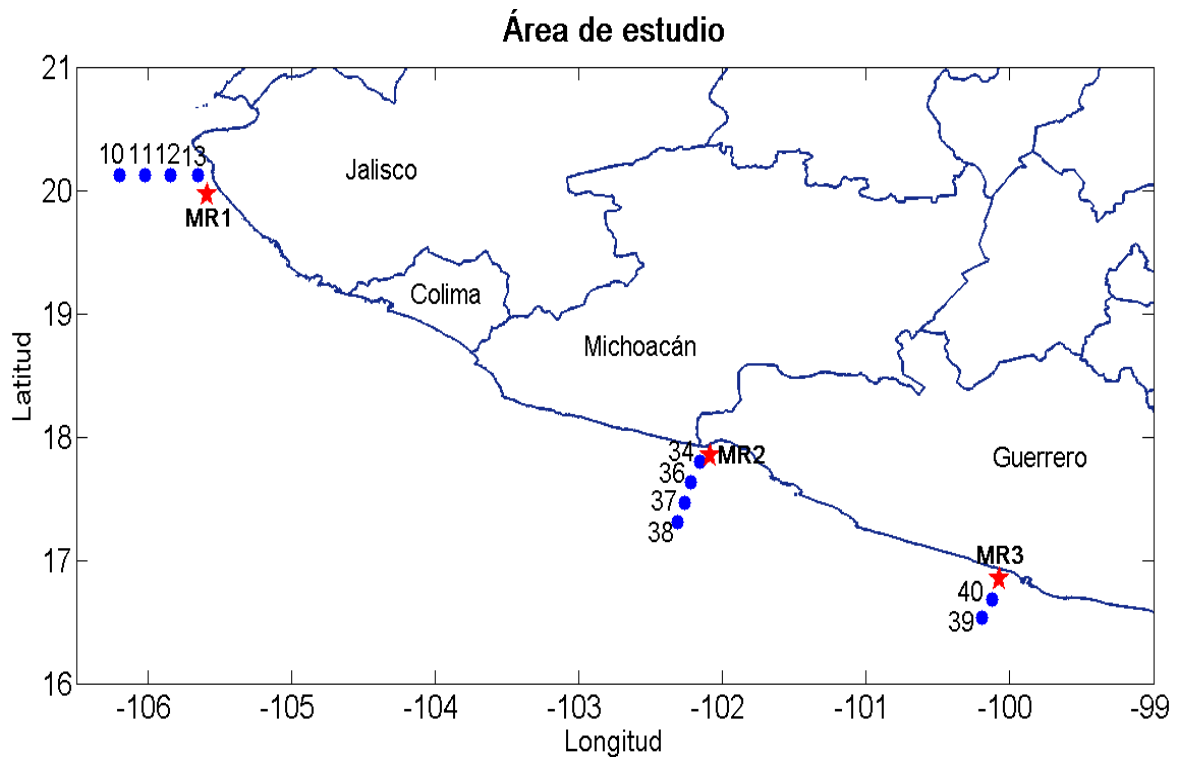 Área de estudio
21
20
19
18
17
16
Latitud
10 11 12 13
MR1
Jalisco
Colima
Michoacán
34
MR2
36
37
38
Guerrero
MR3
40
39
-106 -105 -104 -103 -102 -101 -100 -99
Longitud